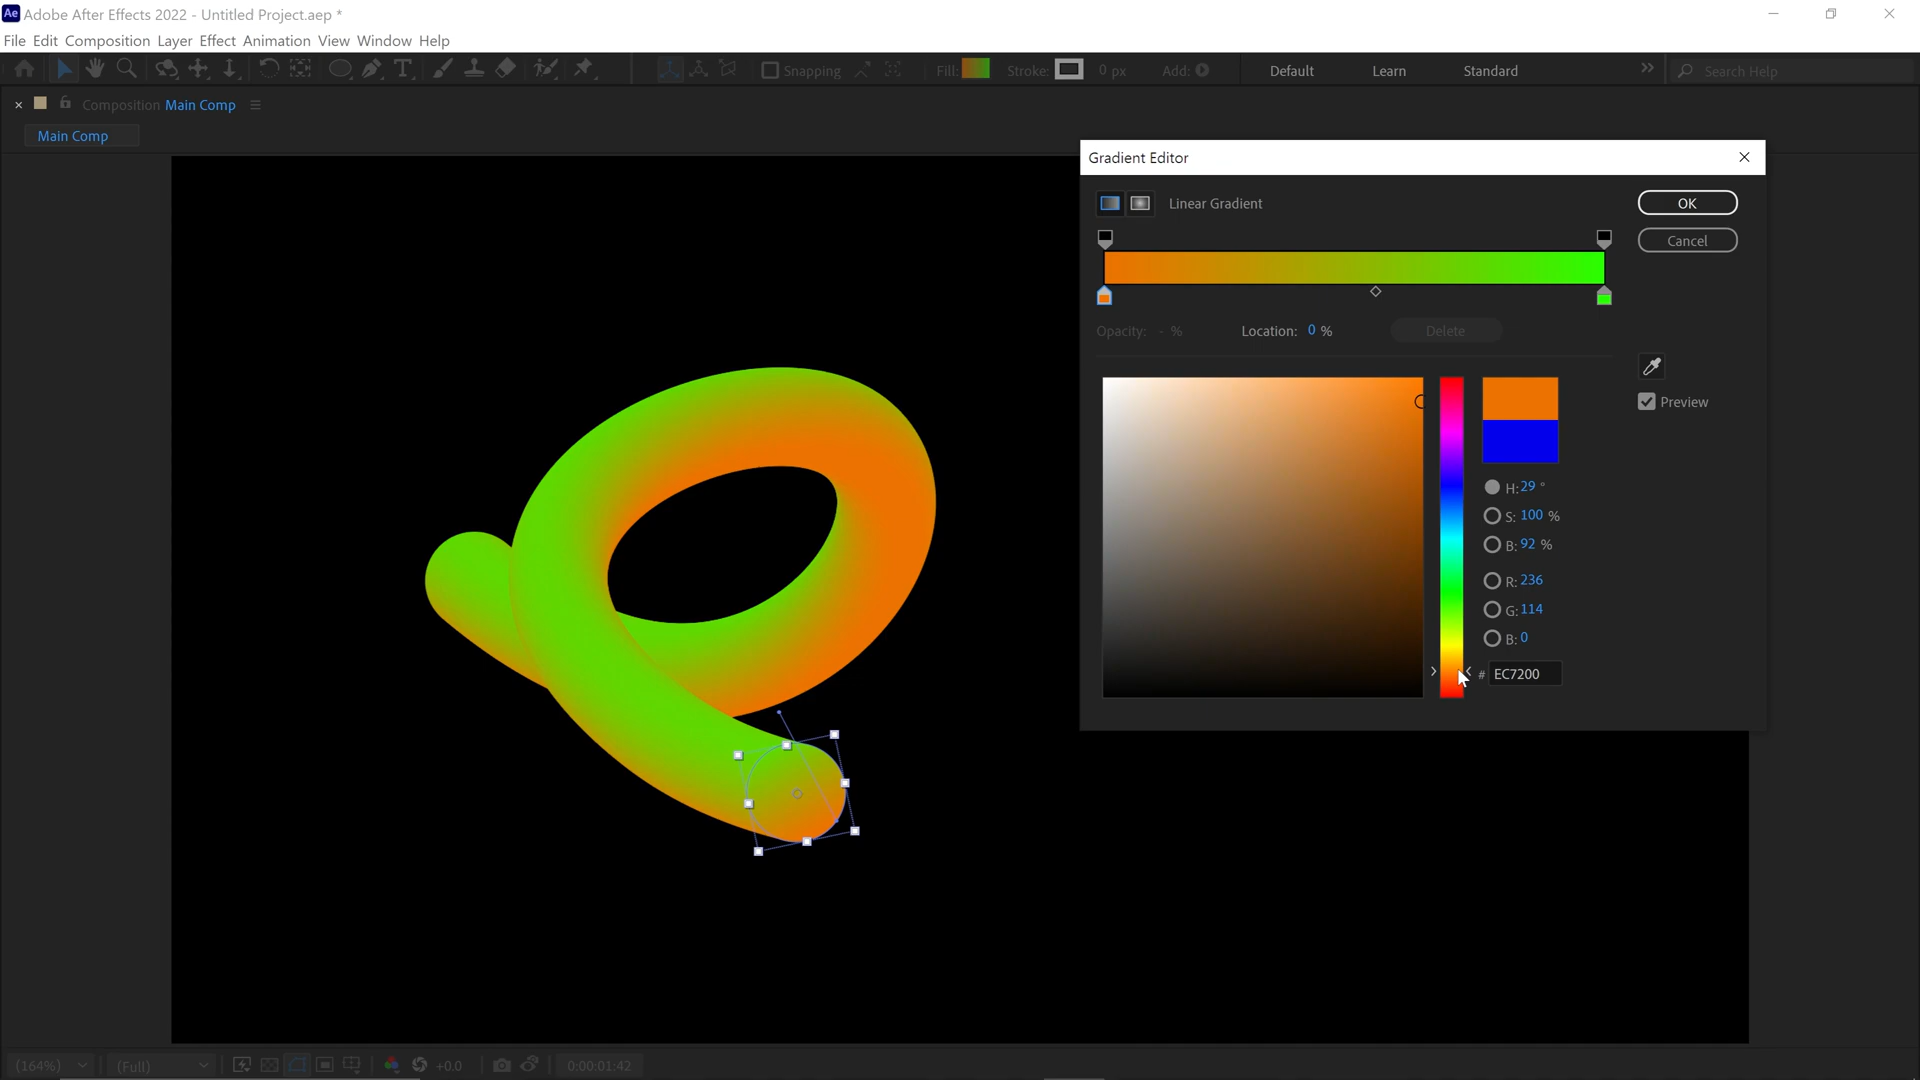 Ae Adobe After Effects 2022 - Untitled Project.aep *
File Edit Composition Layer Effect Animation View Window Help
Snapping Fill: Stroke: 0 px Add: Default Learn Standard Search Help
Composition Main Comp
Main Comp
Gradient Editor
Linear Gradient
OK
Cancel
Opacity: - % Location: 0 % Delete
Preview
H: 29 °
S: 100 %
B: 92 %
R: 236
G: 114
B: 0
# EC7200
(164%) (Full) +0.0 0:00:01:42